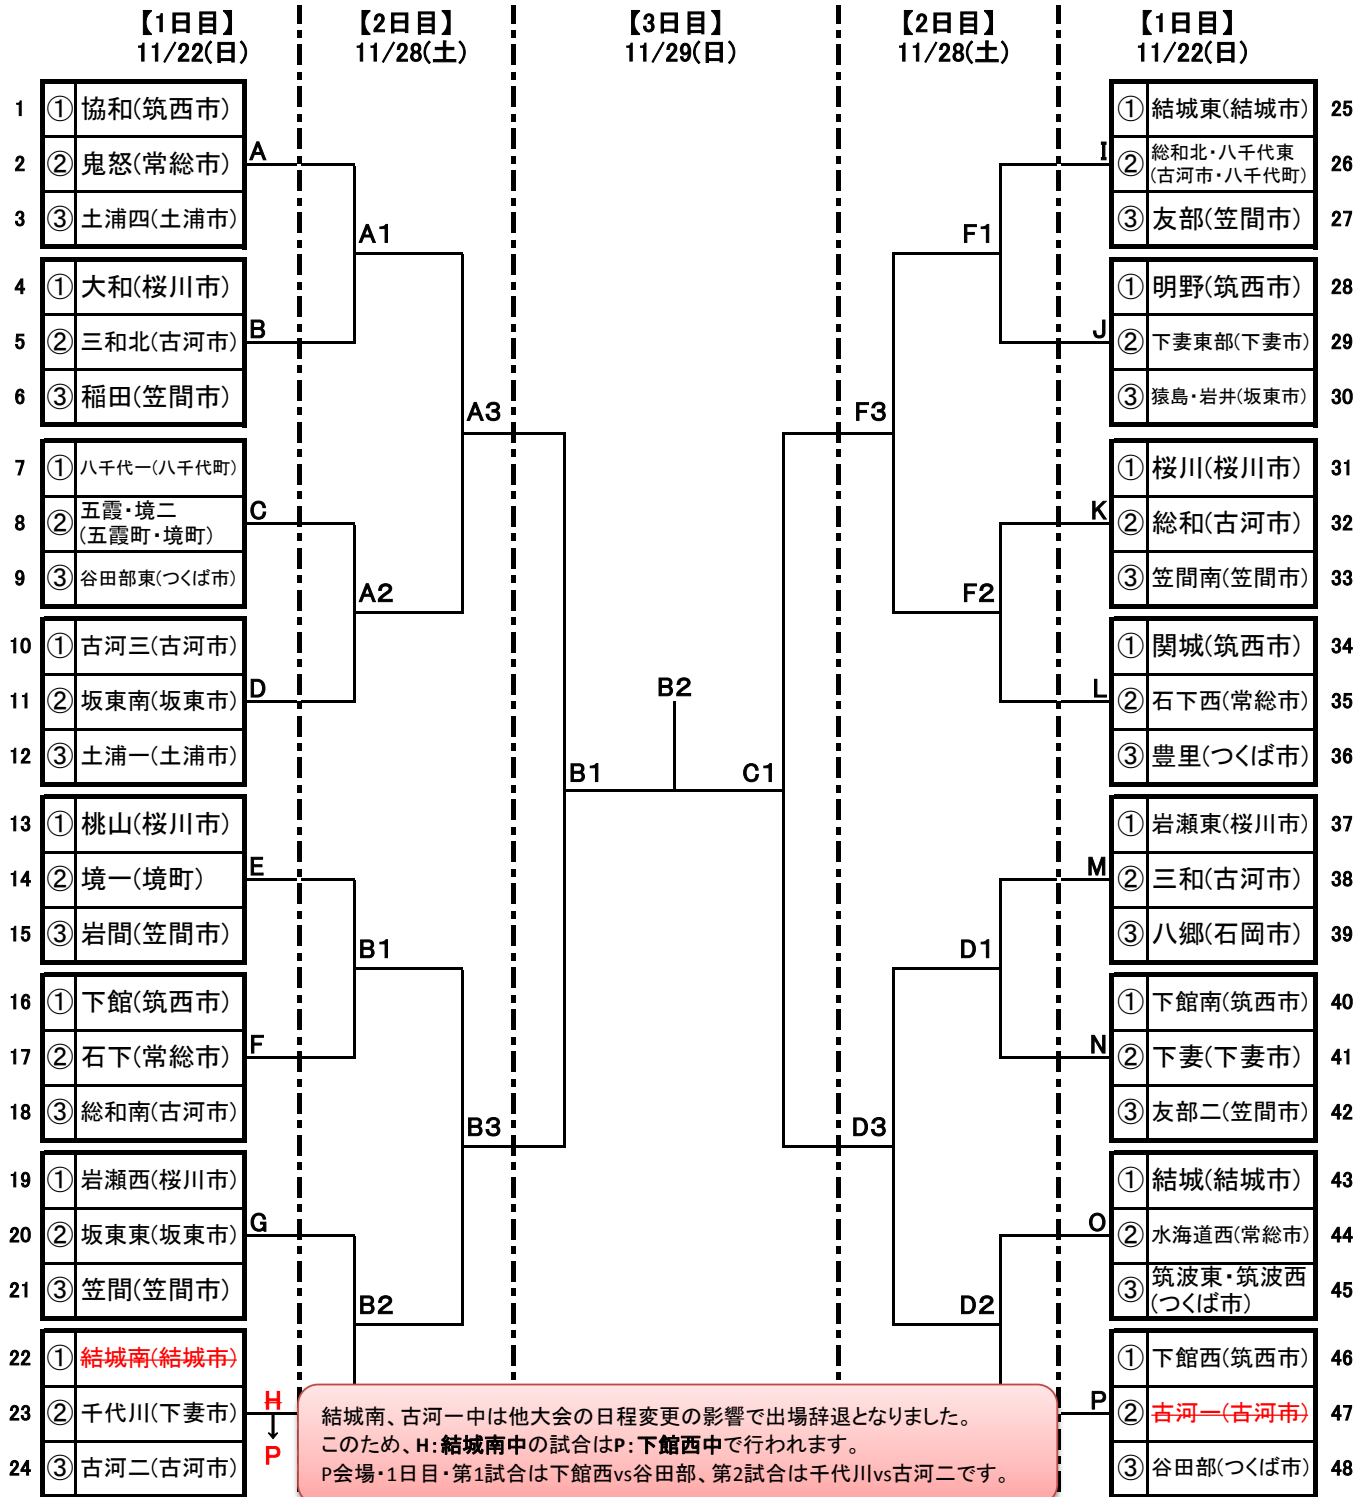 【1日目】
11/22(日)
【2日目】
11/28(土)
【3日目】
11/29(日)
【2日目】
11/28(土)
【1日目】
11/22(日)
1 ① 協和(筑西市)
2 ② 鬼怒(常総市)
3 ③ 土浦四(土浦市)
A
4 ① 大和(桜川市)
5 ② 三和北(古河市)
6 ③ 稲田(笠間市)
B
7 ① 八千代一(八千代町)
8 ② 五霞・境二
(五霞町・境町)
9 ③ 谷田部東(つくば市)
C
10 ① 古河三(古河市)
11 ② 坂東南(坂東市)
12 ③ 土浦一(土浦市)
D
13 ① 桃山(桜川市)
14 ② 境一(境町)
15 ③ 岩間(笠間市)
E
16 ① 下館(筑西市)
17 ② 石下(常総市)
18 ③ 総和南(古河市)
F
19 ① 岩瀬西(桜川市)
20 ② 坂東東(坂東市)
21 ③ 笠間(笠間市)
G
22 ① 結城南(結城市)
23 ② 千代川(下妻市)
24 ③ 古河二(古河市)
H
↓
P
A1
A2
A3
B1
B2
B3
B1
B2
C1
F1
F2
F3
D1
D2
D3
I
① 結城東(結城市) 25
② 総和北・八千代東
(古河市・八千代町) 26
③ 友部(笠間市) 27
J
① 明野(筑西市) 28
② 下妻東部(下妻市) 29
③ 猿島・岩井(坂東市) 30
K
① 桜川(桜川市) 31
② 総和(古河市) 32
③ 笠間南(笠間市) 33
L
① 関城(筑西市) 34
② 石下西(常総市) 35
③ 豊里(つくば市) 36
M
① 岩瀬東(桜川市) 37
② 三和(古河市) 38
③ 八郷(石岡市) 39
N
① 下館南(筑西市) 40
② 下妻(下妻市) 41
③ 友部二(笠間市) 42
O
① 結城(結城市) 43
② 水海道西(常総市) 44
③ 筑波東・筑波西
(つくば市) 45
P
① 下館西(筑西市) 46
② 古河一(古河市) 47
③ 谷田部(つくば市) 48
結城南、古河一中は他大会の日程変更の影響で出場辞退となりました。
このため、H:結城南中の試合はP:下館西中で行われます。
P会場・1日目・第1試合は下館西vs谷田部、第2試合は千代川vs古河二です。